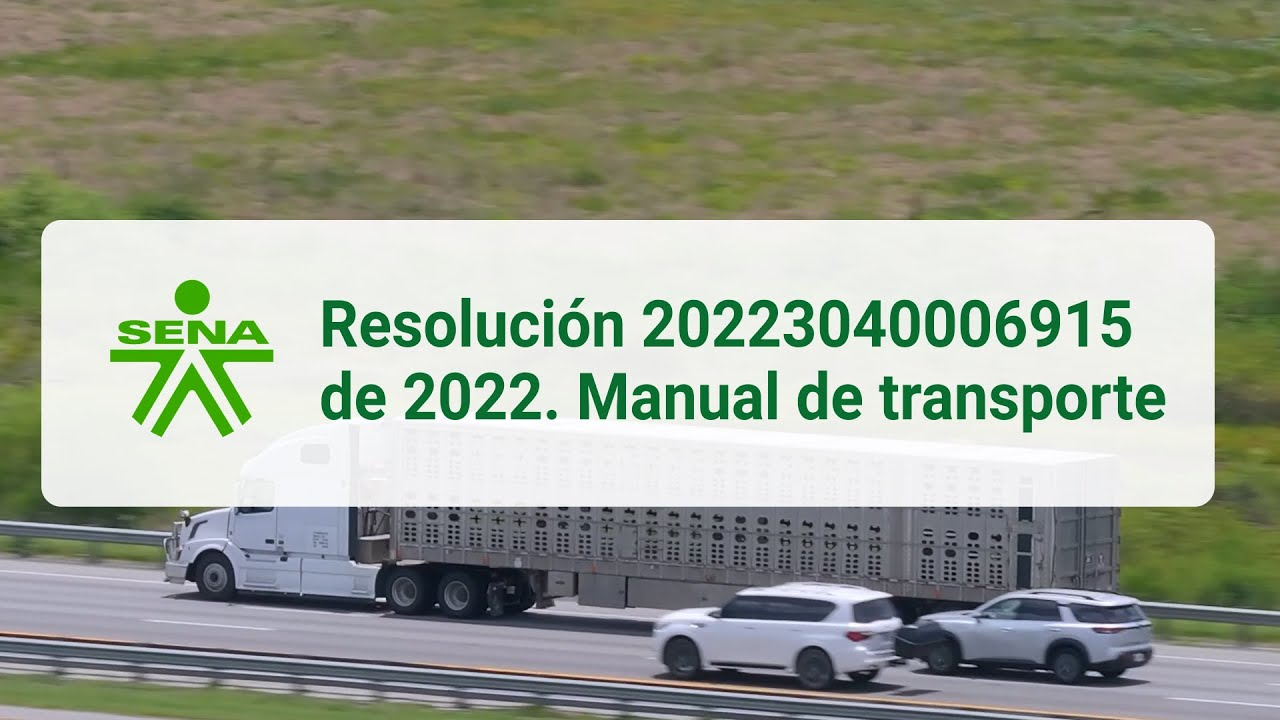 SENA
Resolución 20223040006915
de 2022. Manual de transporte